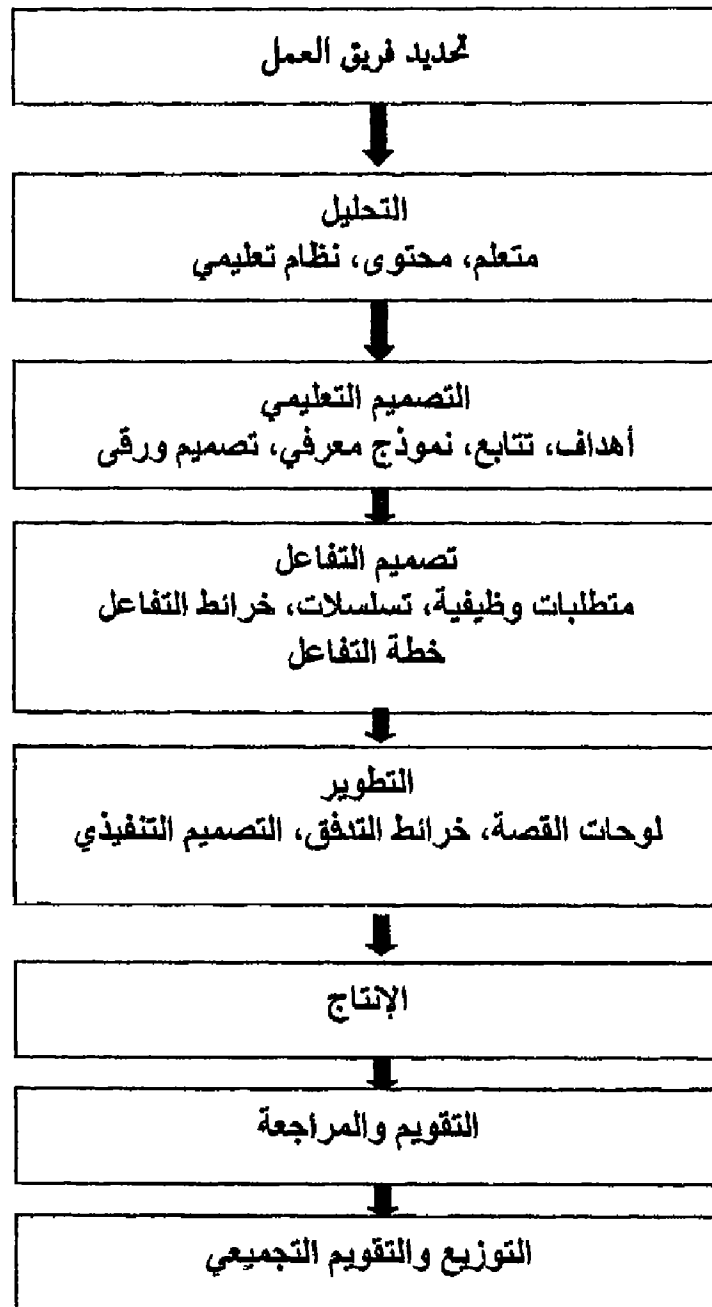 تحديد فريق العمل
التحليل
متعلم، محتوى، نظام تعليمي
التصميم التعليمي
أهداف، تتابع، نموذج معرفي، تصميم ورقى
تصميم التفاعل
متطلبات وظيفية، تسلسلات، خرائط التفاعل
خطة التفاعل
التطوير
لوحات القصة، خرائط التدفق، التصميم التنفيذي
الإنتاج
التقويم والمراجعة
التوزيع والتقويم التجميعي